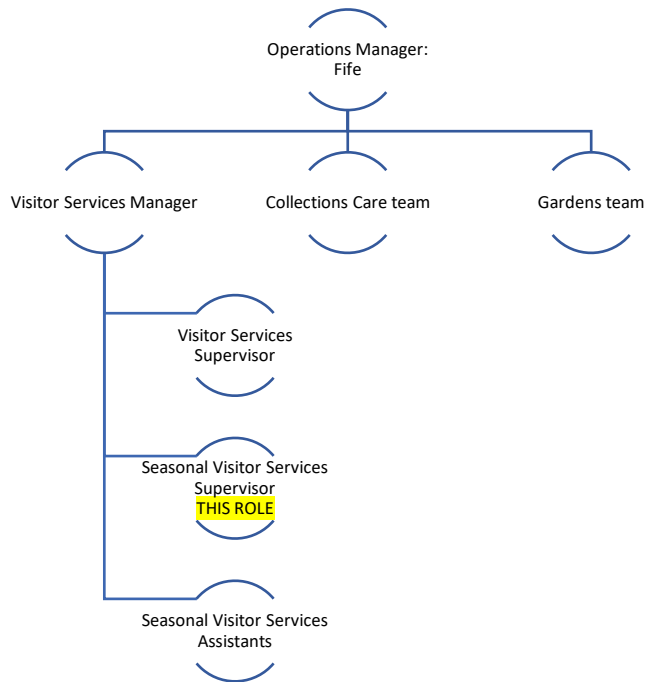 Operations Manager:
Fife
Visitor Services Manager
Collections Care team
Gardens team
Visitor Services
Supervisor
Seasonal Visitor Services
Supervisor
THIS ROLE
Seasonal Visitor Services
Assistants